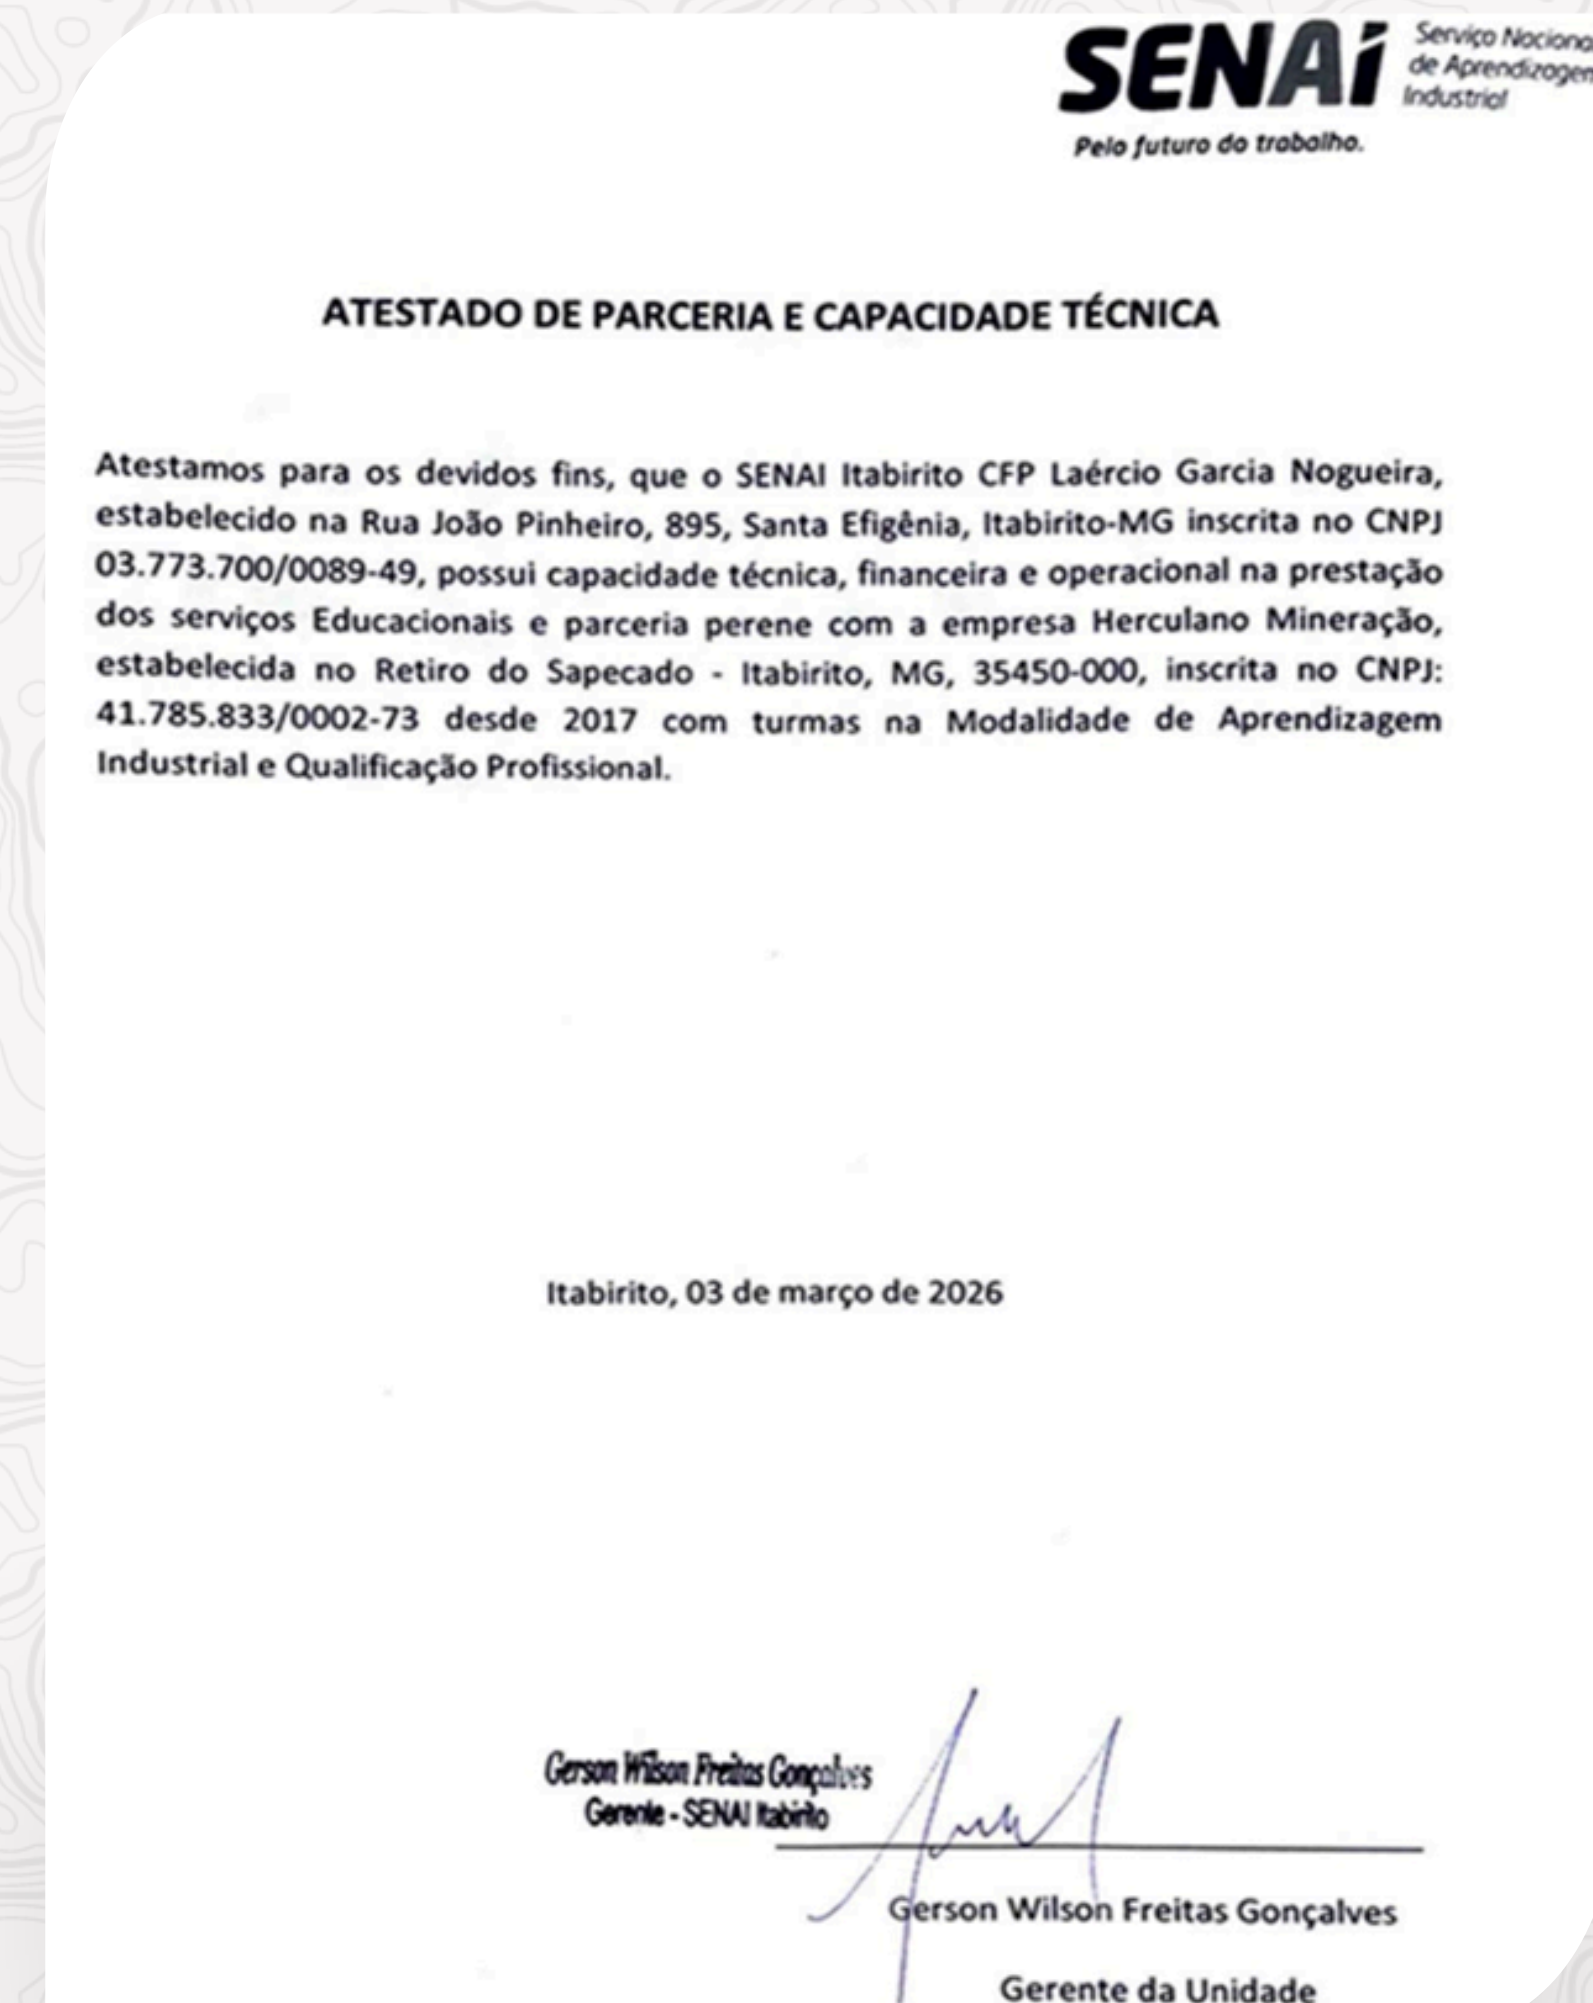 SENAI
Serviço Nacional
de Aprendizagem
Industrial
Pelo futuro do trabalho.
ATESTADO DE PARCERIA E CAPACIDADE TÉCNICA
Atestamos para os devidos fins, que o SENAI Itabirito CFP Laércio Garcia Nogueira,
estabelecido na Rua João Pinheiro, 895, Santa Efigênia, Itabirito-MG inscrita no CNPJ
03.773.700/0089-49, possui capacidade técnica, financeira e operacional na prestação
dos serviços Educacionais e parceria perene com a empresa Herculano Mineração,
estabelecida no Retiro do Sapecado - Itabirito, MG, 35450-000, inscrita no CNPJ:
41.785.833/0002-73 desde 2017 com turmas na Modalidade de Aprendizagem
Industrial e Qualificação Profissional.
Itabirito, 03 de março de 2026
Gerson Wilson Freitas Gonçalves
Gerente - SENAI Itabirito
Gerson Wilson Freitas Gonçalves
Gerente da Unidade